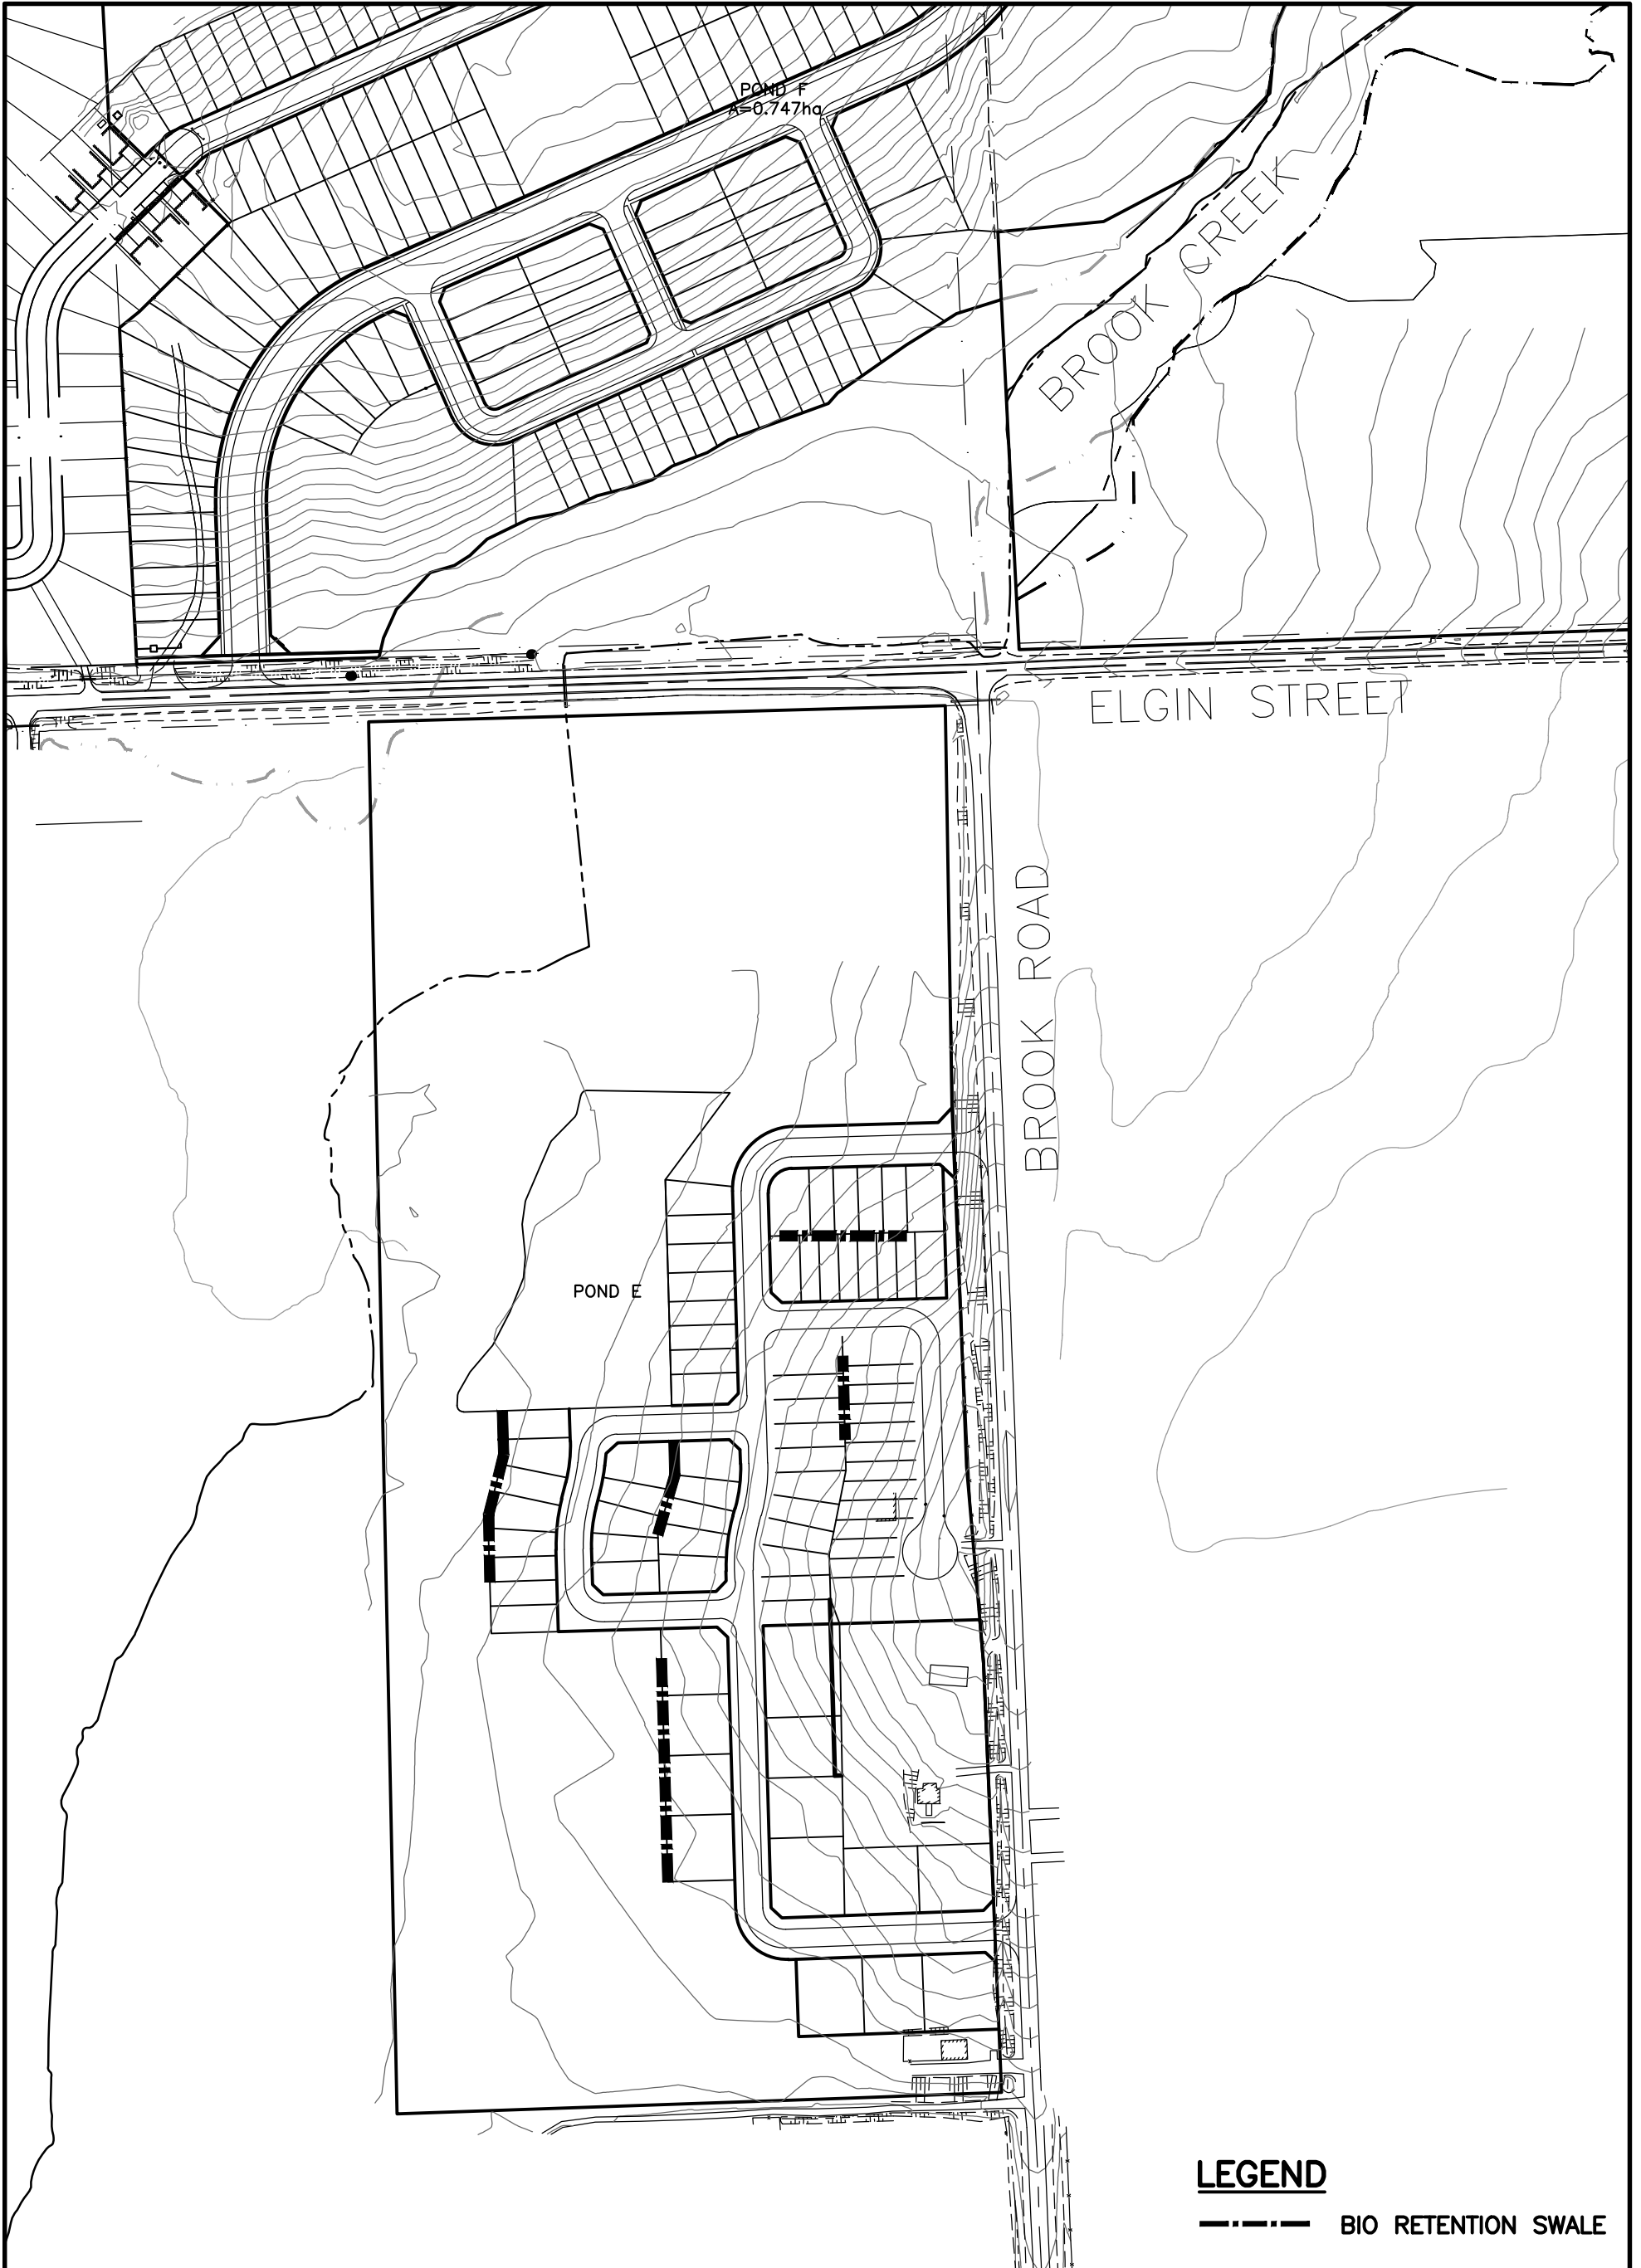 POND F
A=0.747ha
BROOK CREEK
ELGIN STREET
BROOK ROAD
POND E
LEGEND
BIO RETENTION SWALE